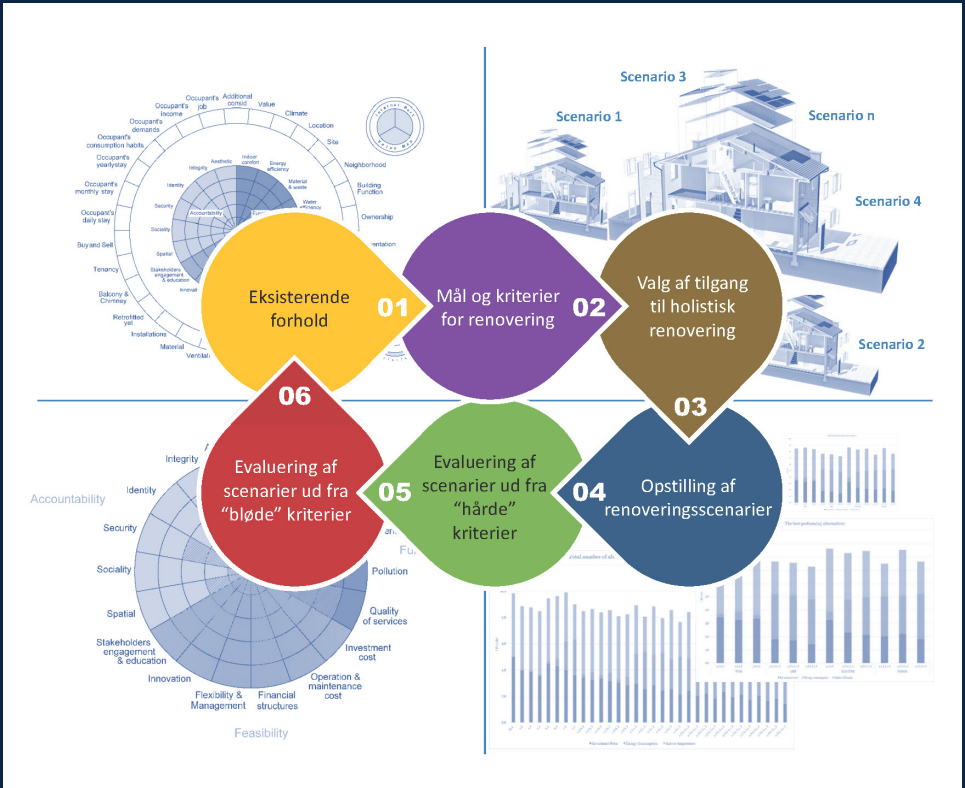 Scenario 3
Scenario 1
Scenario n
Scenario 4
Scenario 2
Additional
consid
Value
Climate
Location
Site
Neighborhood
Building
Function
Ownership
Occupant's
job
Occupant's
income
Occupant's
demands
Occupant's
consumption habits
Occupant's
yearlystay
Occupant's
monthly stay
Occupant's
daily stay
Buy and Sell
Tenancy
Balcony &
Chimney
Retrofitted
yet
Installations
Material
Aesthetic
Indoor
comfort
Energy
efficiency
Material
& waste
Water
efficiency
Integrity
Identity
Security
Sociality
Spatial
Stakeholders
engagement
& education
Accountability
Eksisterende
forhold
01
Mål og kriterier
for renovering
02
Valg af tilgang
til holistisk
renovering
03
Opstilling af
renoveringsscenarier
04
Evaluering af
scenarier ud fra
“hårde”
kriterier
05
Evaluering af
scenarier ud fra
“bløde” kriterier
06
Accountability
Integrity
Identity
Security
Sociality
Spatial
Stakeholders
engagement
& education
Innovation
Flexibility &
Management
Financial
structures
Operation &
maintenance
cost
Investment
cost
Quality
of services
Pollution
Feasibility
The best performing alternatives